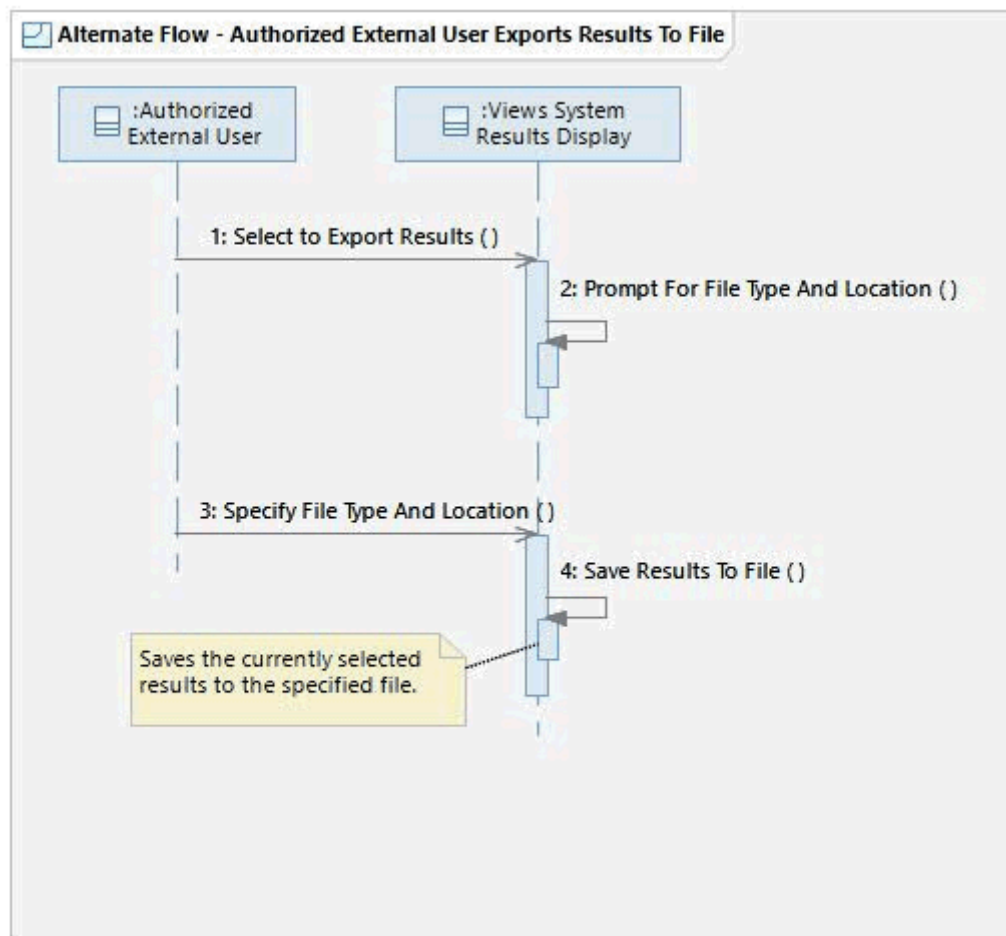 Alternate Flow - Authorized External User Exports Results To File
:Authorized
External User
:Views System
Results Display
1: Select to Export Results ( )
2: Prompt For File Type And Location ( )
3: Specify File Type And Location ( )
4: Save Results To File ( )
Saves the currently selected
results to the specified file.